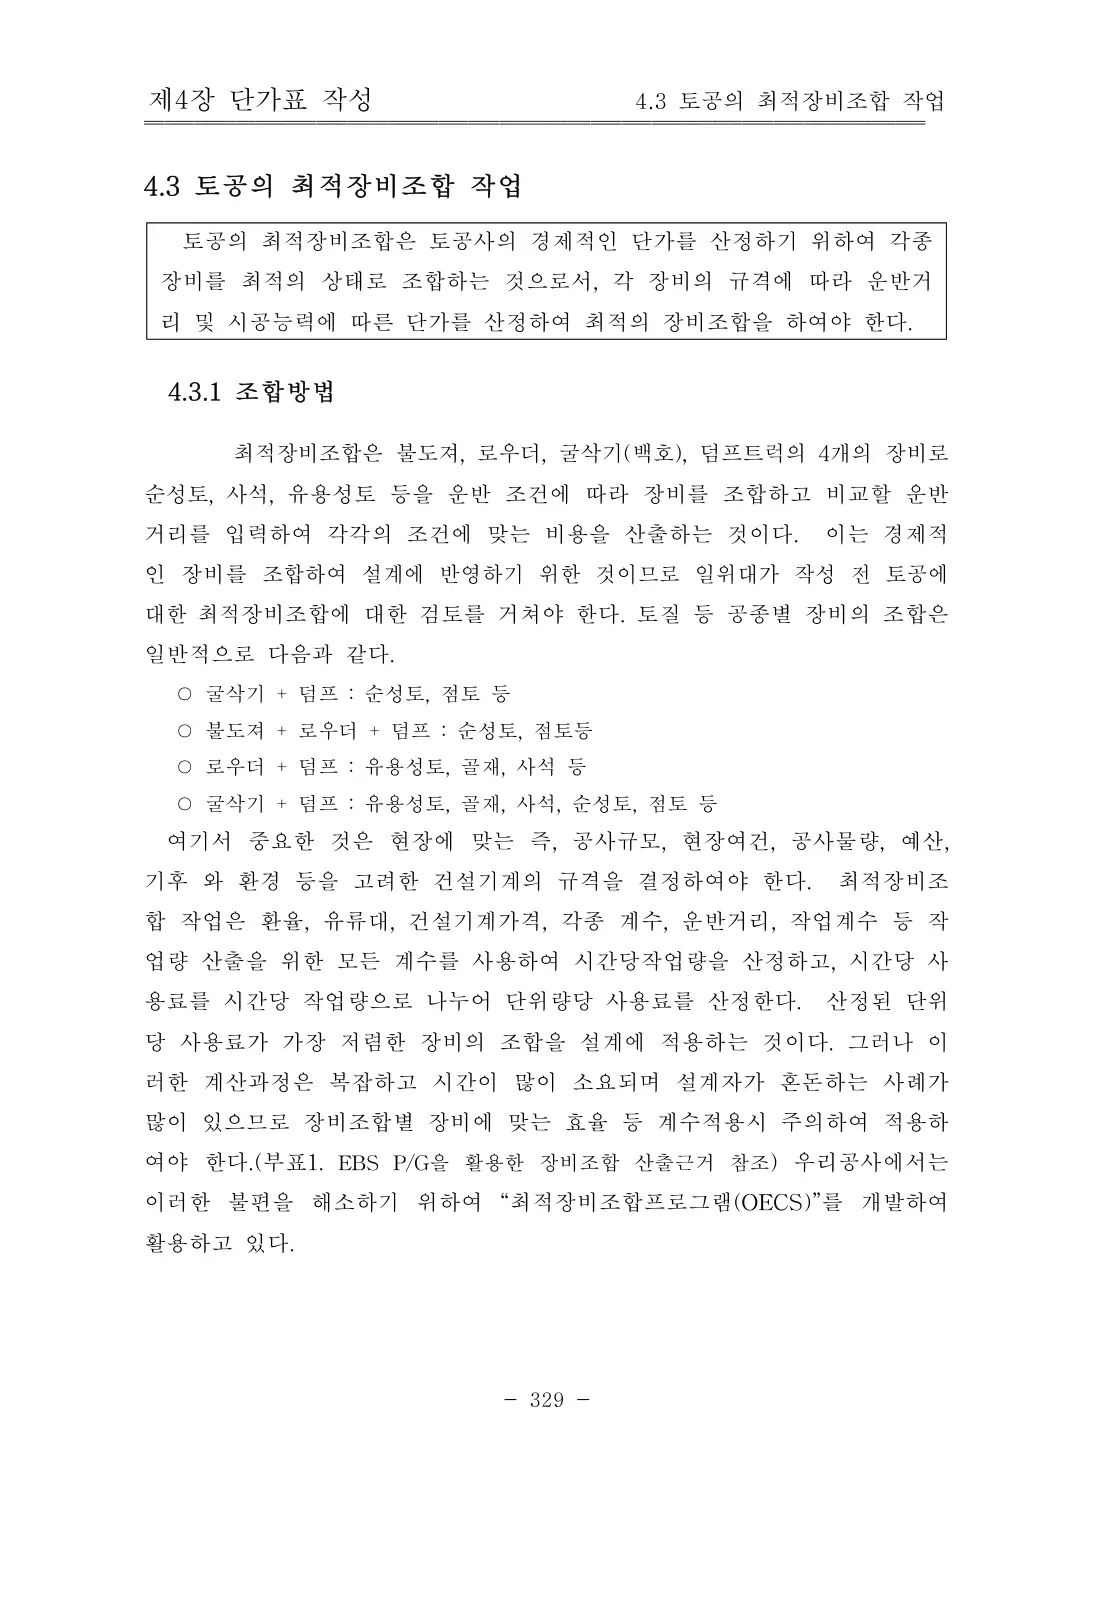 제4장 단가표 작성
4.3 토공의 최적장비조합 작업
4.3 토공의 최적장비조합 작업
토공의 최적장비조합은 토공사의 경제적인 단가를 산정하기 위하여 각종
장비를 최적의 상태로 조합하는 것으로서, 각 장비의 규격에 따라 운반거
리 및 시공능력에 따른 단가를 산정하여 최적의 장비조합을 하여야 한다.
4.3.1 조합방법
최적장비조합은 불도져, 로우더, 굴삭기(백호), 덤프트럭의 4개의 장비로
순성토, 사석, 유용성토 등을 운반 조건에 따라 장비를 조합하고 비교할 운반
거리를 입력하여 각각의 조건에 맞는 비용을 산출하는 것이다. 이는 경제적
인 장비를 조합하여 설계에 반영하기 위한 것이므로 일위대가 작성 전 토공에
대한 최적장비조합에 대한 검토를 거쳐야 한다. 토질 등 공종별 장비의 조합은
일반적으로 다음과 같다.
○ 굴삭기 + 덤프 : 순성토, 점토 등
○ 불도져 + 로우더 + 덤프 : 순성토, 점토등
○ 로우더 + 덤프 : 유용성토, 골재, 사석 등
○ 굴삭기 + 덤프 : 유용성토, 골재, 사석, 순성토, 점토 등
여기서 중요한 것은 현장에 맞는 즉, 공사규모, 현장여건, 공사물량, 예산,
기후 와 환경 등을 고려한 건설기계의 규격을 결정하여야 한다. 최적장비조
합 작업은 환율, 유류대, 건설기계가격, 각종 계수, 운반거리, 작업계수 등 작
업량 산출을 위한 모든 계수를 사용하여 시간당작업량을 산정하고, 시간당 사
용료를 시간당 작업량으로 나누어 단위량당 사용료를 산정한다. 산정된 단위
당 사용료가 가장 저렴한 장비의 조합을 설계에 적용하는 것이다. 그러나 이
러한 계산과정은 복잡하고 시간이 많이 소요되며 설계자가 혼돈하는 사례가
많이 있으므로 장비조합별 장비에 맞는 효율 등 계수적용시 주의하여 적용하
여야 한다.(부표1. EBS P/G을 활용한 장비조합 산출근거 참조) 우리공사에서는
이러한 불편을 해소하기 위하여 “최적장비조합프로그램(OECS)”를 개발하여
활용하고 있다.
- 329 -